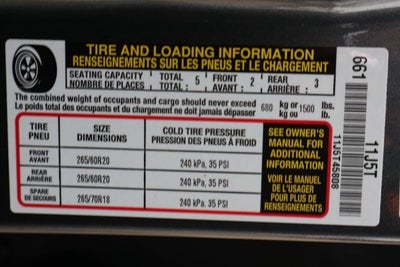 TIRE AND LOADING INFORMATION
RENSEIGNEMENTS SUR LES PNEUS ET LE CHARGEMENT
SEATING CAPACITY TOTAL 5 FRONT 2 REAR 3
NOMBRE DE PLACES TOTAL : AVANT : ARRIÈRE :
The combined weight of occupants and cargo should never exceed 680 kg or 1500 lbs.
Le poids total des occupants et du chargement ne doit jamais dépasser kg ou lb.
TIRE SIZE COLD TIRE PRESSURE
PNEU DIMENSIONS PRESSION DES PNEUS À FROID
FRONT
AVANT 265/60R20 240 kPa, 35 PSI
REAR
ARRIÈRE 265/60R20 240 kPa, 35 PSI
SPARE
DE SECOURS 265/70R18 240 kPa, 35 PSI
SEE OWNER'S
MANUAL FOR
ADDITIONAL
INFORMATION
VOIR LE MANUEL
DE L'USAGER
POUR PLUS DE
RENSEIGNEMENTS
661 11J5T
11J5T45808